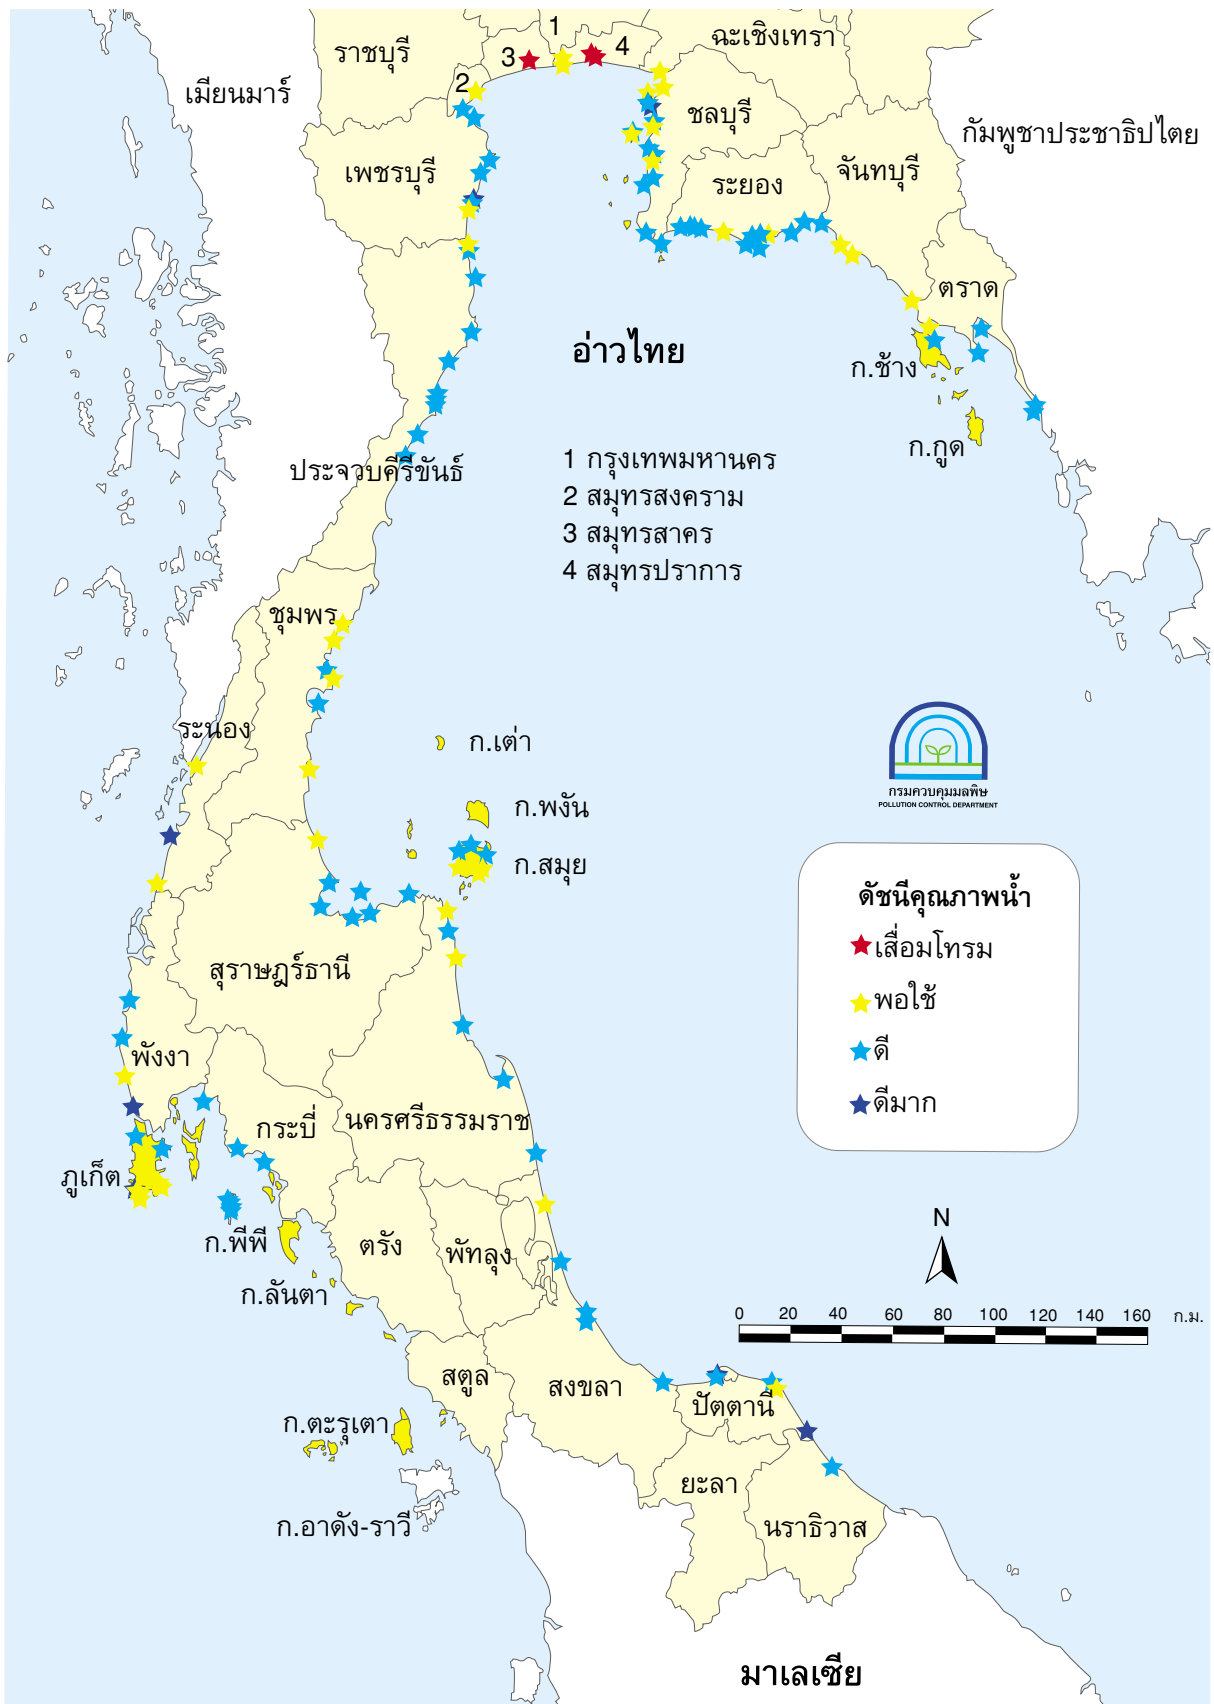 1
ราชบุรี
3
4
ฉะเชิงเทรา
2
เมียนมาร์
ชลบุรี
กัมพูชาประชาธิปไตย
เพชรบุรี
ระยอง
จันทบุรี
ตราด
อ่าวไทย
ก.ช้าง
ก.กูด
ประจวบคีรีขันธ์
1 กรุงเทพมหานคร
2 สมุทรสงคราม
3 สมุทรสาคร
4 สมุทรปราการ
ชุมพร
ระนอง
ก.เต่า
ก.พงัน
ก.สมุย
กรมควบคุมมลพิษ
POLLUTION CONTROL DEPARTMENT
ดัชนีคุณภาพน้ำ
เสื่อมโทรม
พอใช้
ดี
ดีมาก
สุราษฎร์ธานี
พังงา
กระบี่
นครศรีธรรมราช
ภูเก็ต
ก.พีพี
ตรัง
พัทลุง
ก.ลันตา
N
0 20 40 60 80 100 120 140 160 ก.ม.
สตูล
สงขลา
ปัตตานี
ก.ตะรุเตา
ยะลา
ก.อาดัง-ราวี
นราธิวาส
มาเลเซีย